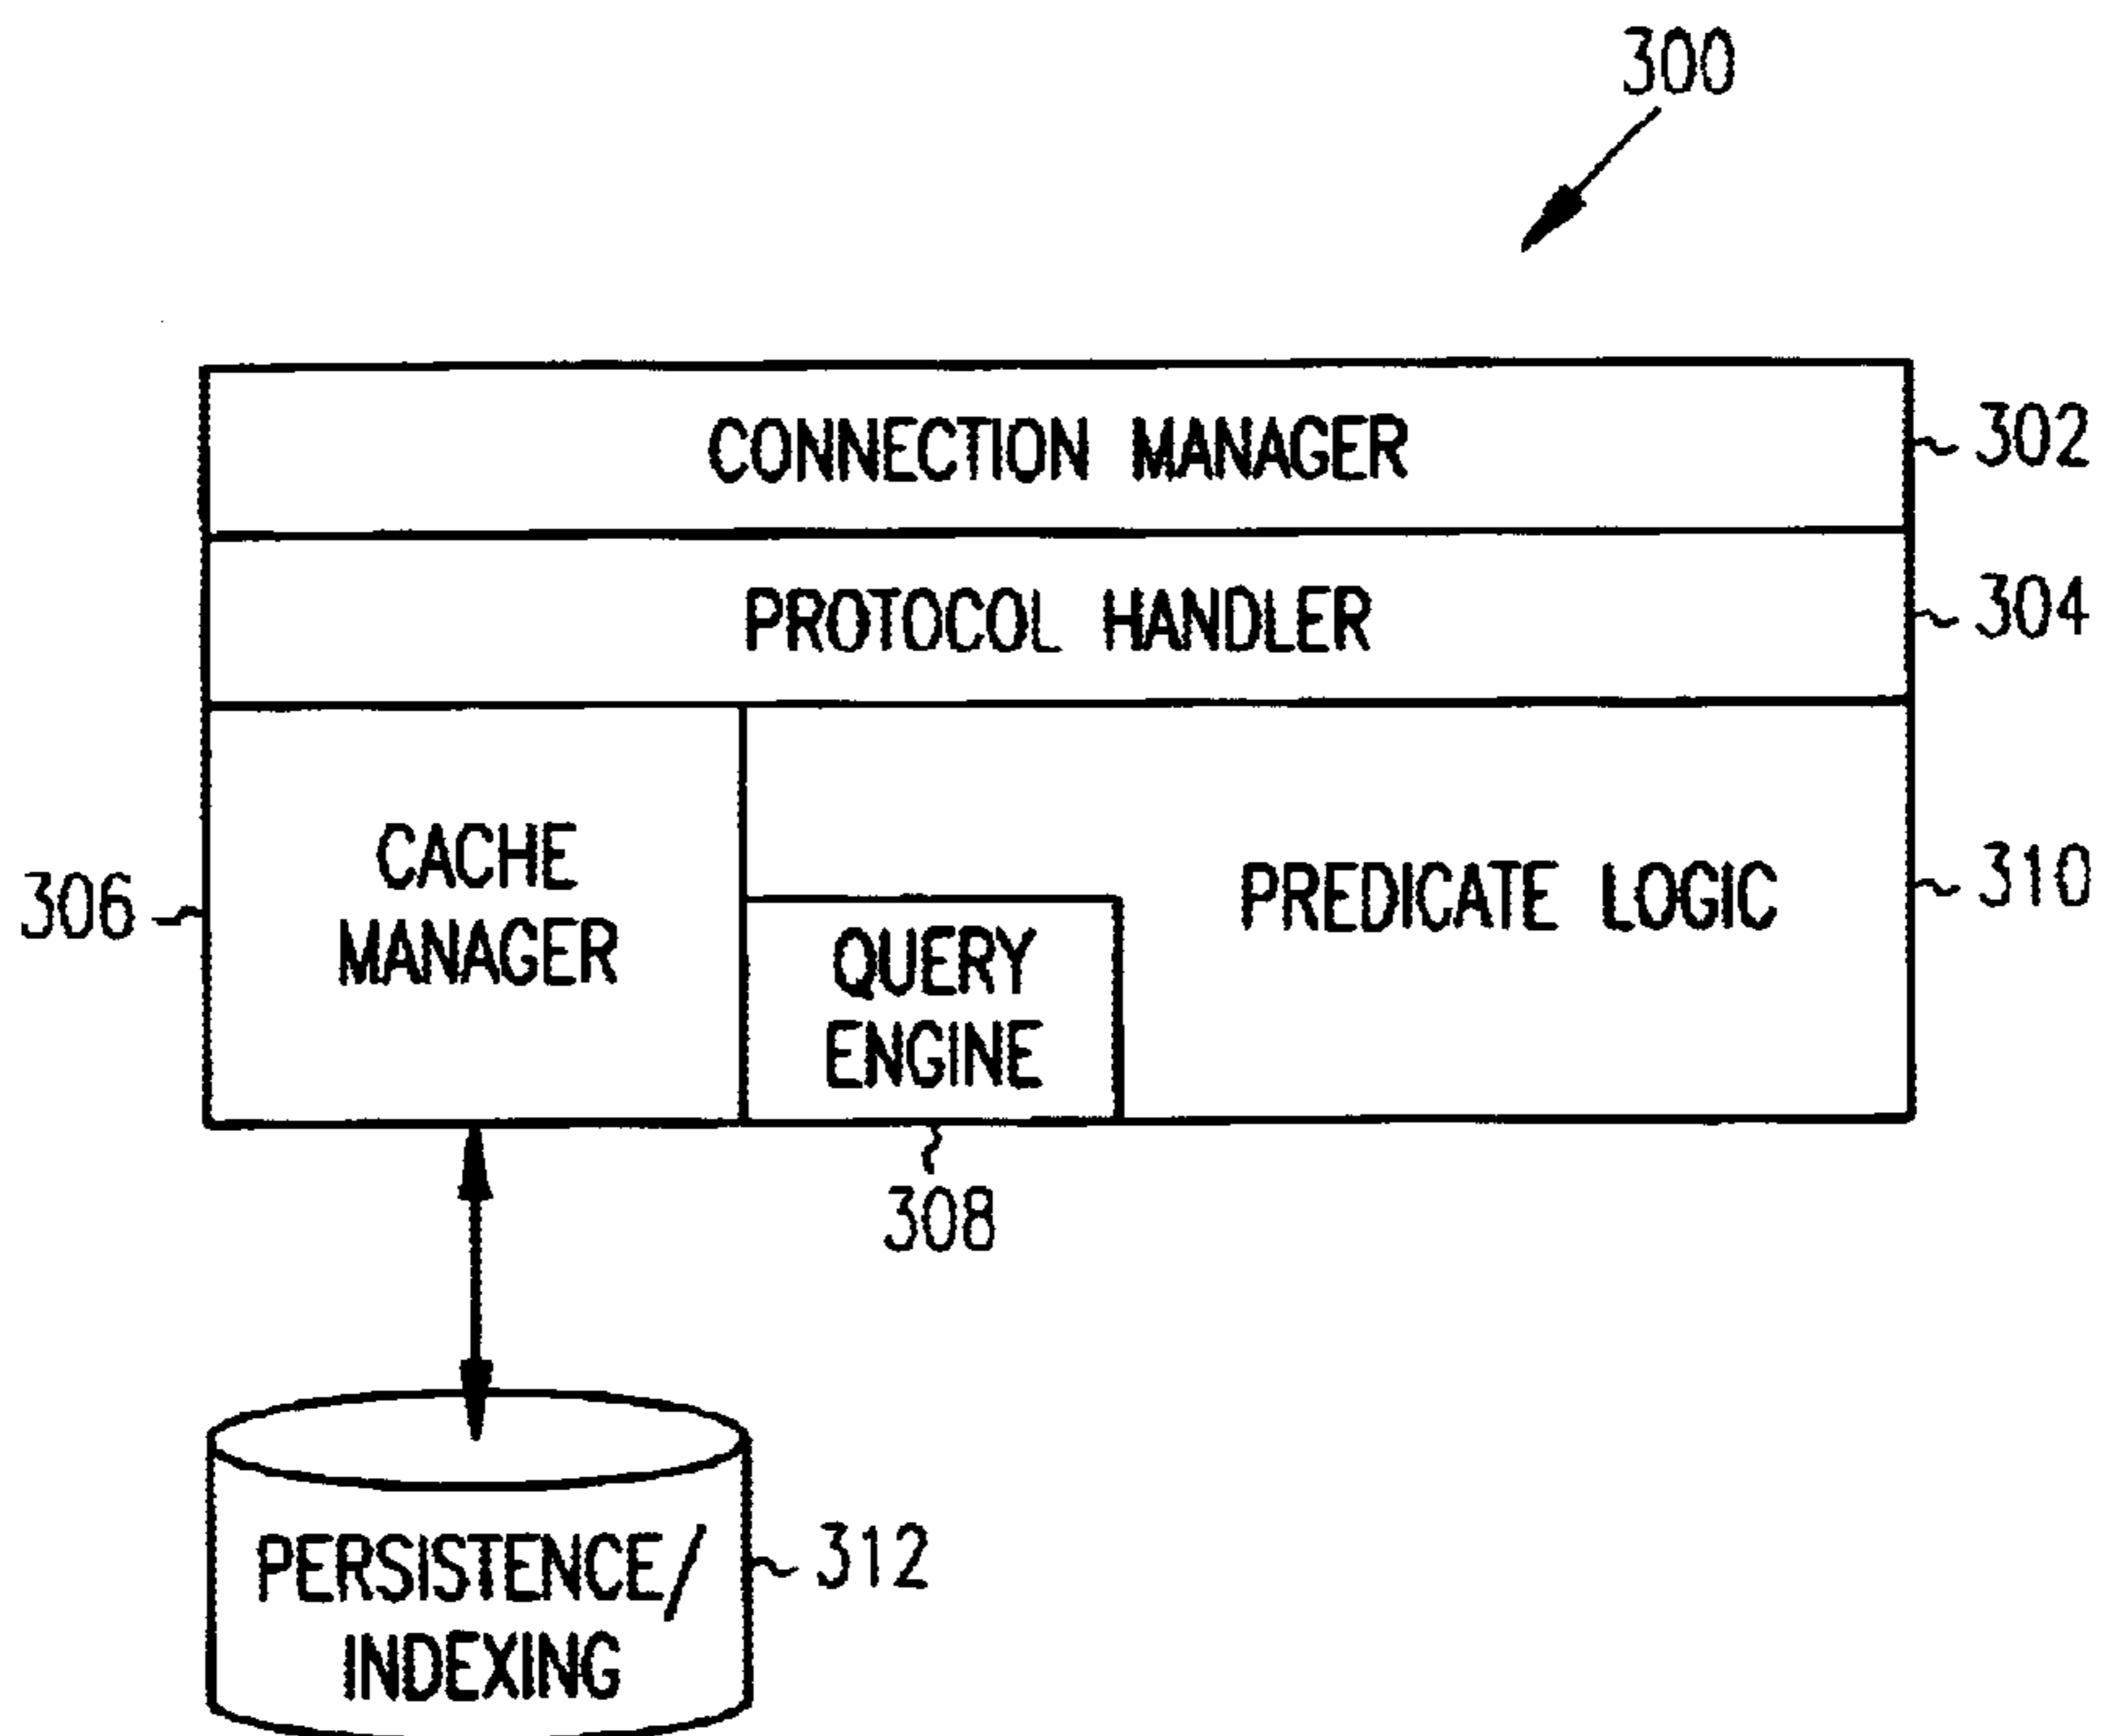 300
CONNECTION MANAGER
302
PROTOCOL HANDLER
304
CACHE
MANAGER
306
PREDICATE LOGIC
310
QUERY
ENGINE
308
PERSISTENCE/
INDEXING
312